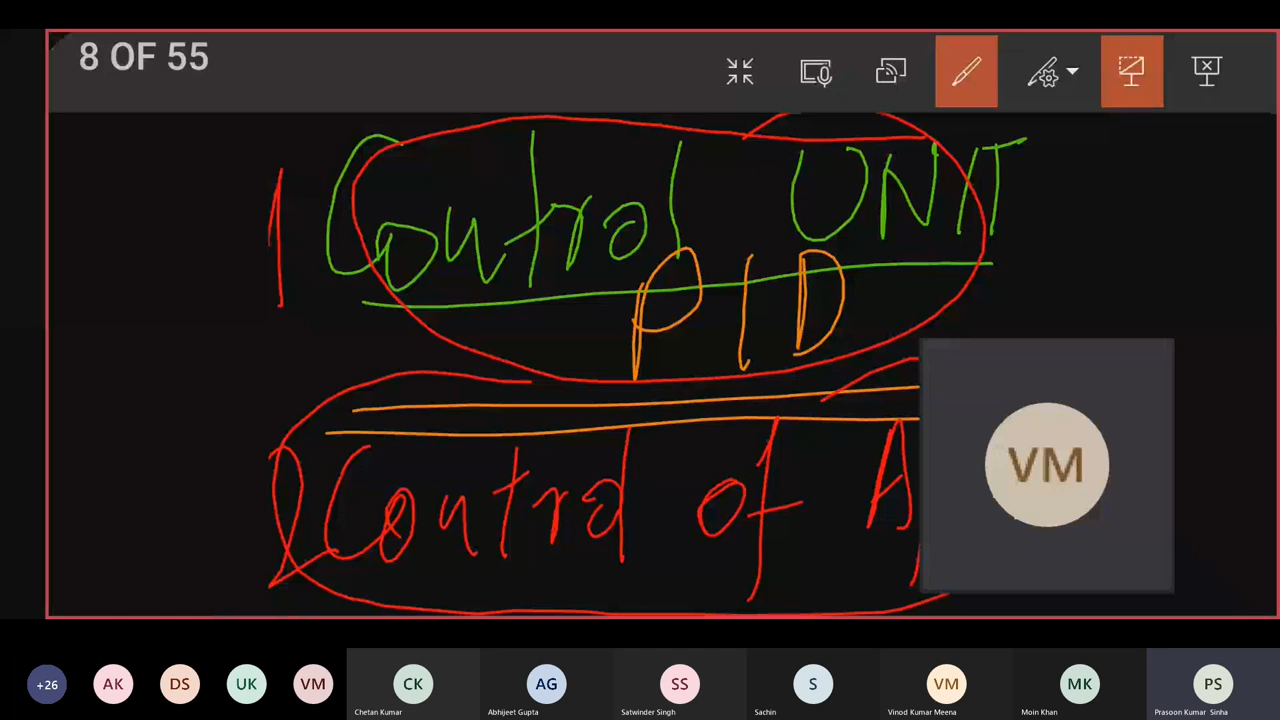 8 OF 55
1 Control UNIT
PID
2 Control of
VM
+26 AK DS UK VM CK AG SS S VM MK PS
Chetan Kumar Abhijeet Gupta Satwinder Singh Sachin Vinod Kumar Meena Moin Khan Prasoon Kumar Sinha